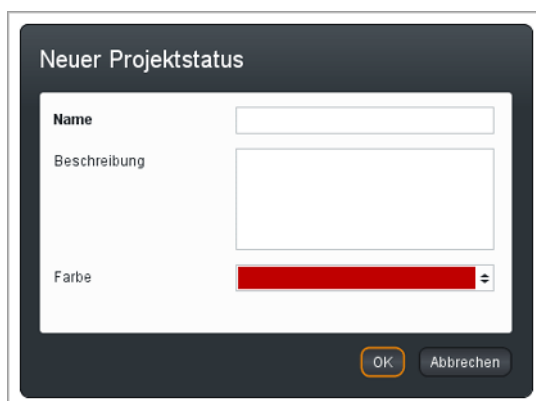 Neuer Projektstatus
Name
Beschreibung
Farbe
OK Abbrechen